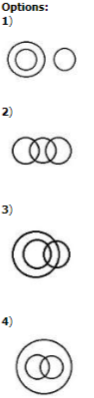 Options:
1)
2)
3)
4)